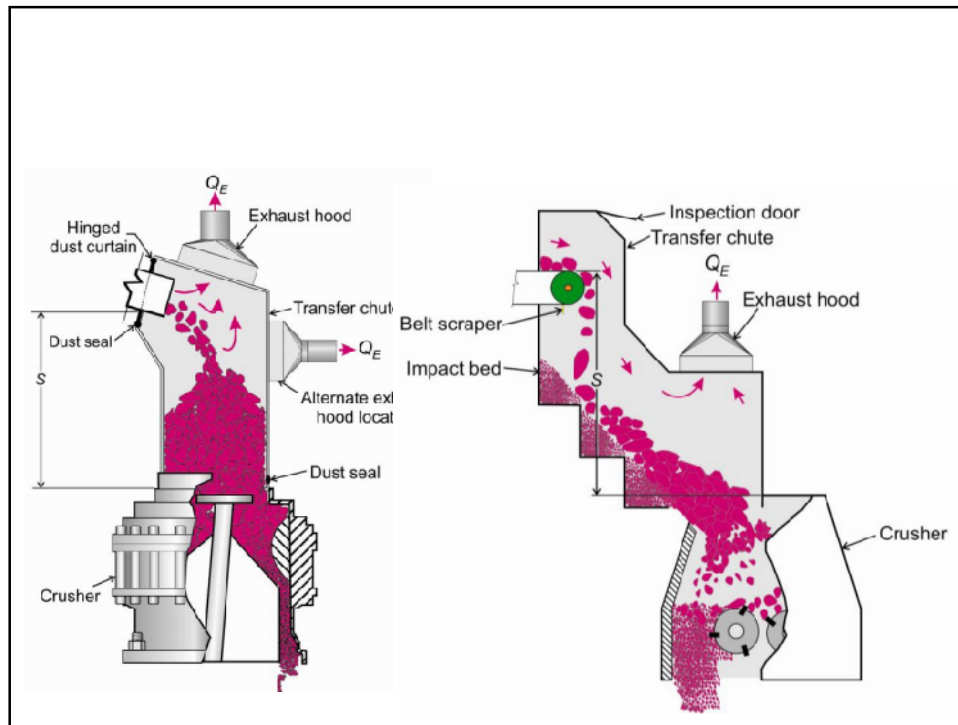 Q_E
Exhaust hood
Hinged
dust curtain
Transfer chute
Dust seal
Q_E
S
Alternate ex
hood locat
Dust seal
Crusher
Inspection door
Transfer chute
Q_E
Exhaust hood
Belt scraper
Impact bed
S
Crusher